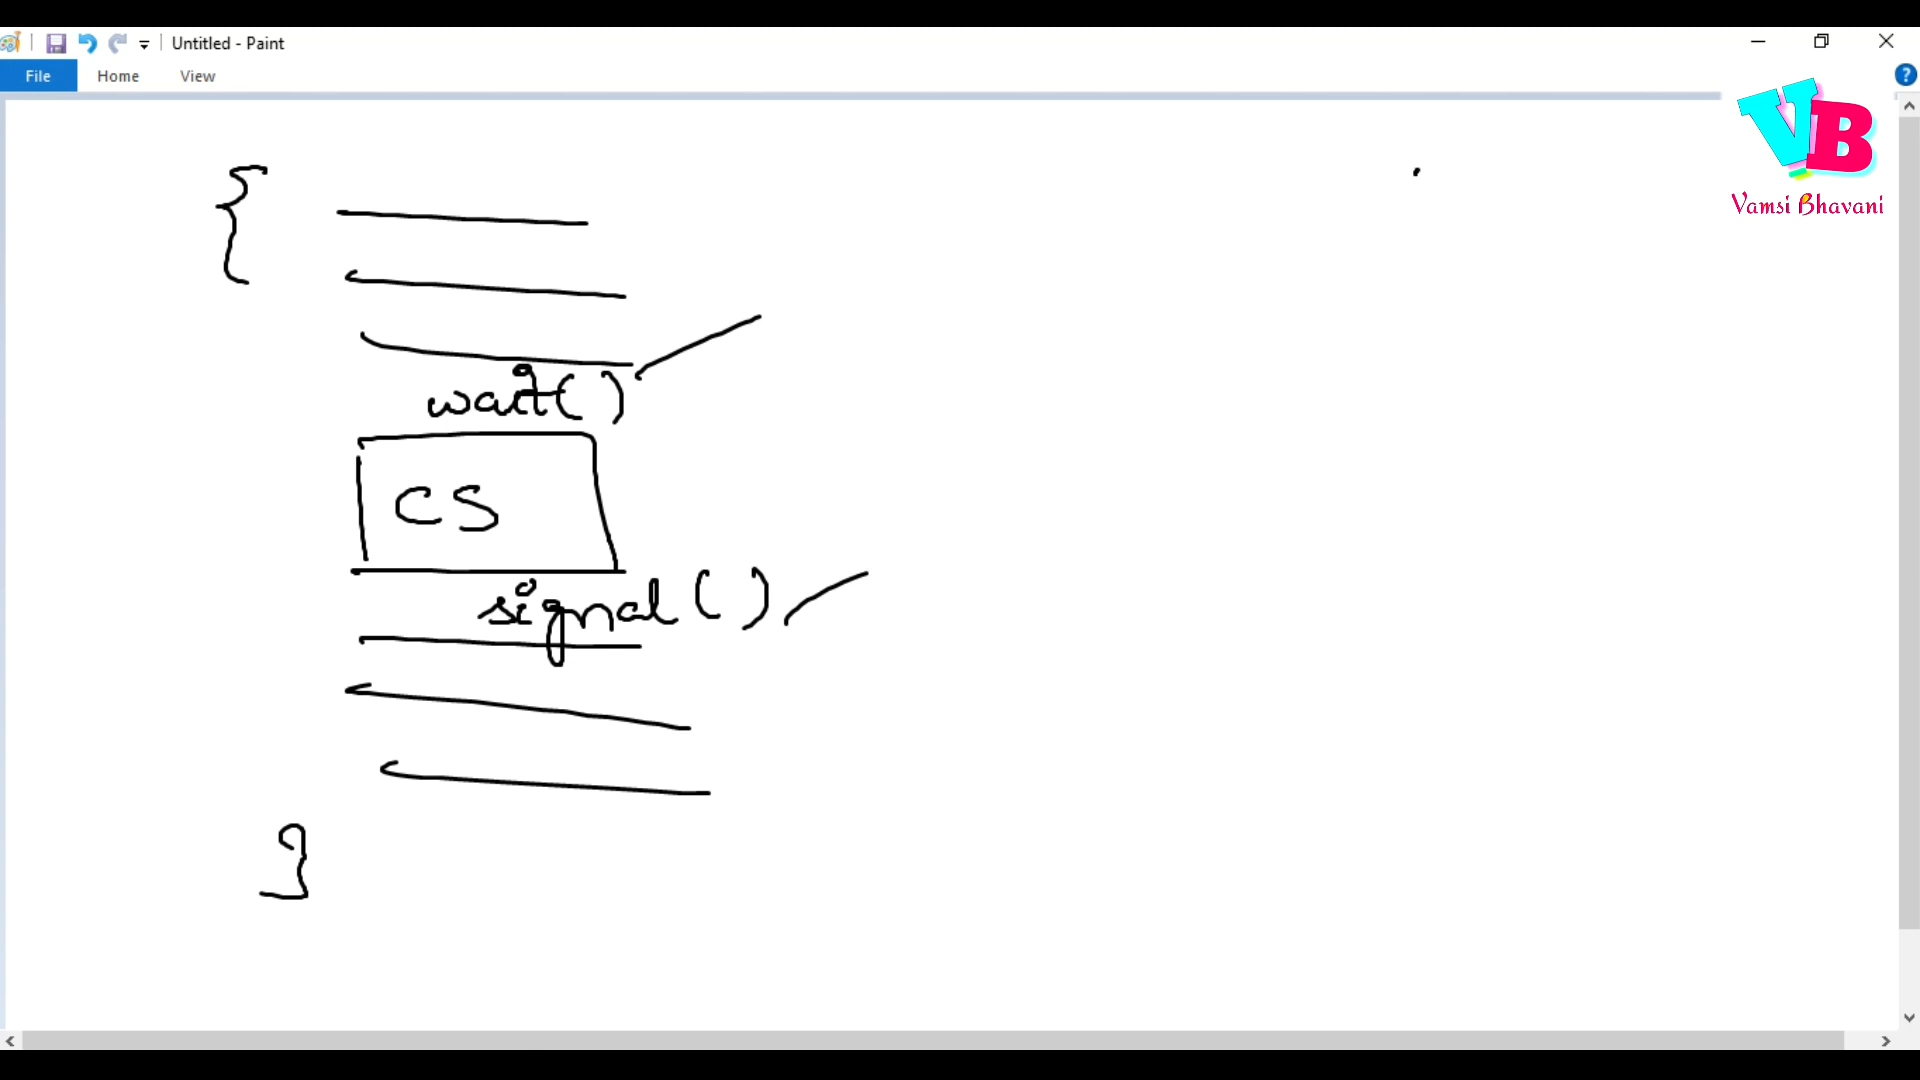 Untitled - Paint
File Home View
VB
Vamsi Bhavani
wait()
CS
signal()